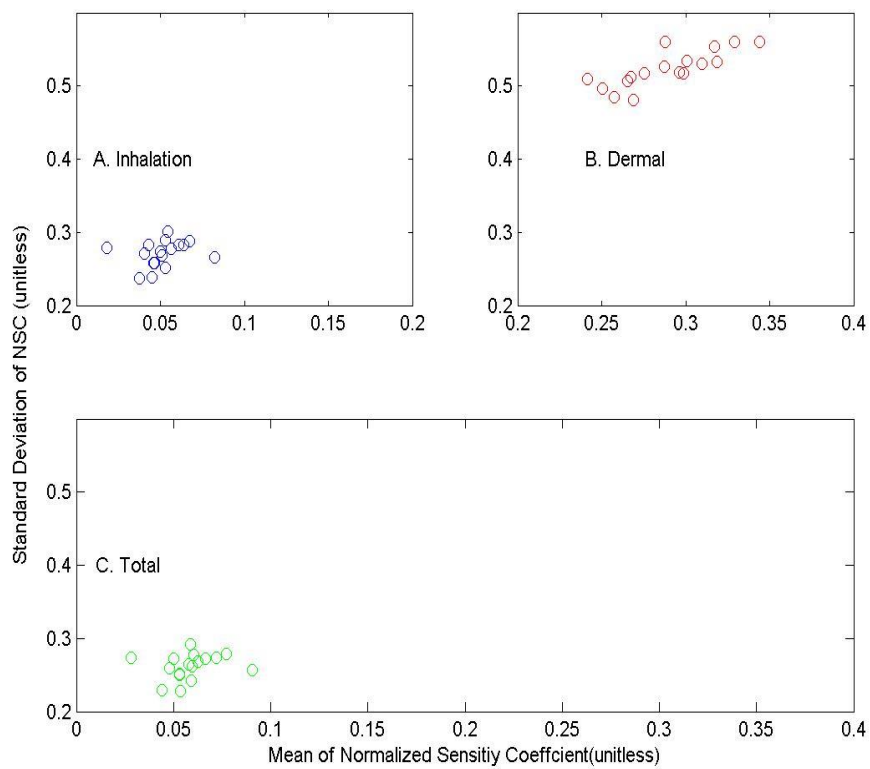 0.5
0.4
0.3
0.2
A. Inhalation
0 0.05 0.1 0.15 0.2
0.5
0.4
0.3
0.2
B. Dermal
0.2 0.25 0.3 0.35 0.4
Standard Deviation of NSC (unitless)
0.5
0.4
0.3
0.2
C. Total
0 0.05 0.1 0.15 0.2 0.25 0.3 0.35 0.4
Mean of Normalized Sensitiy Coeffcient(unitless)